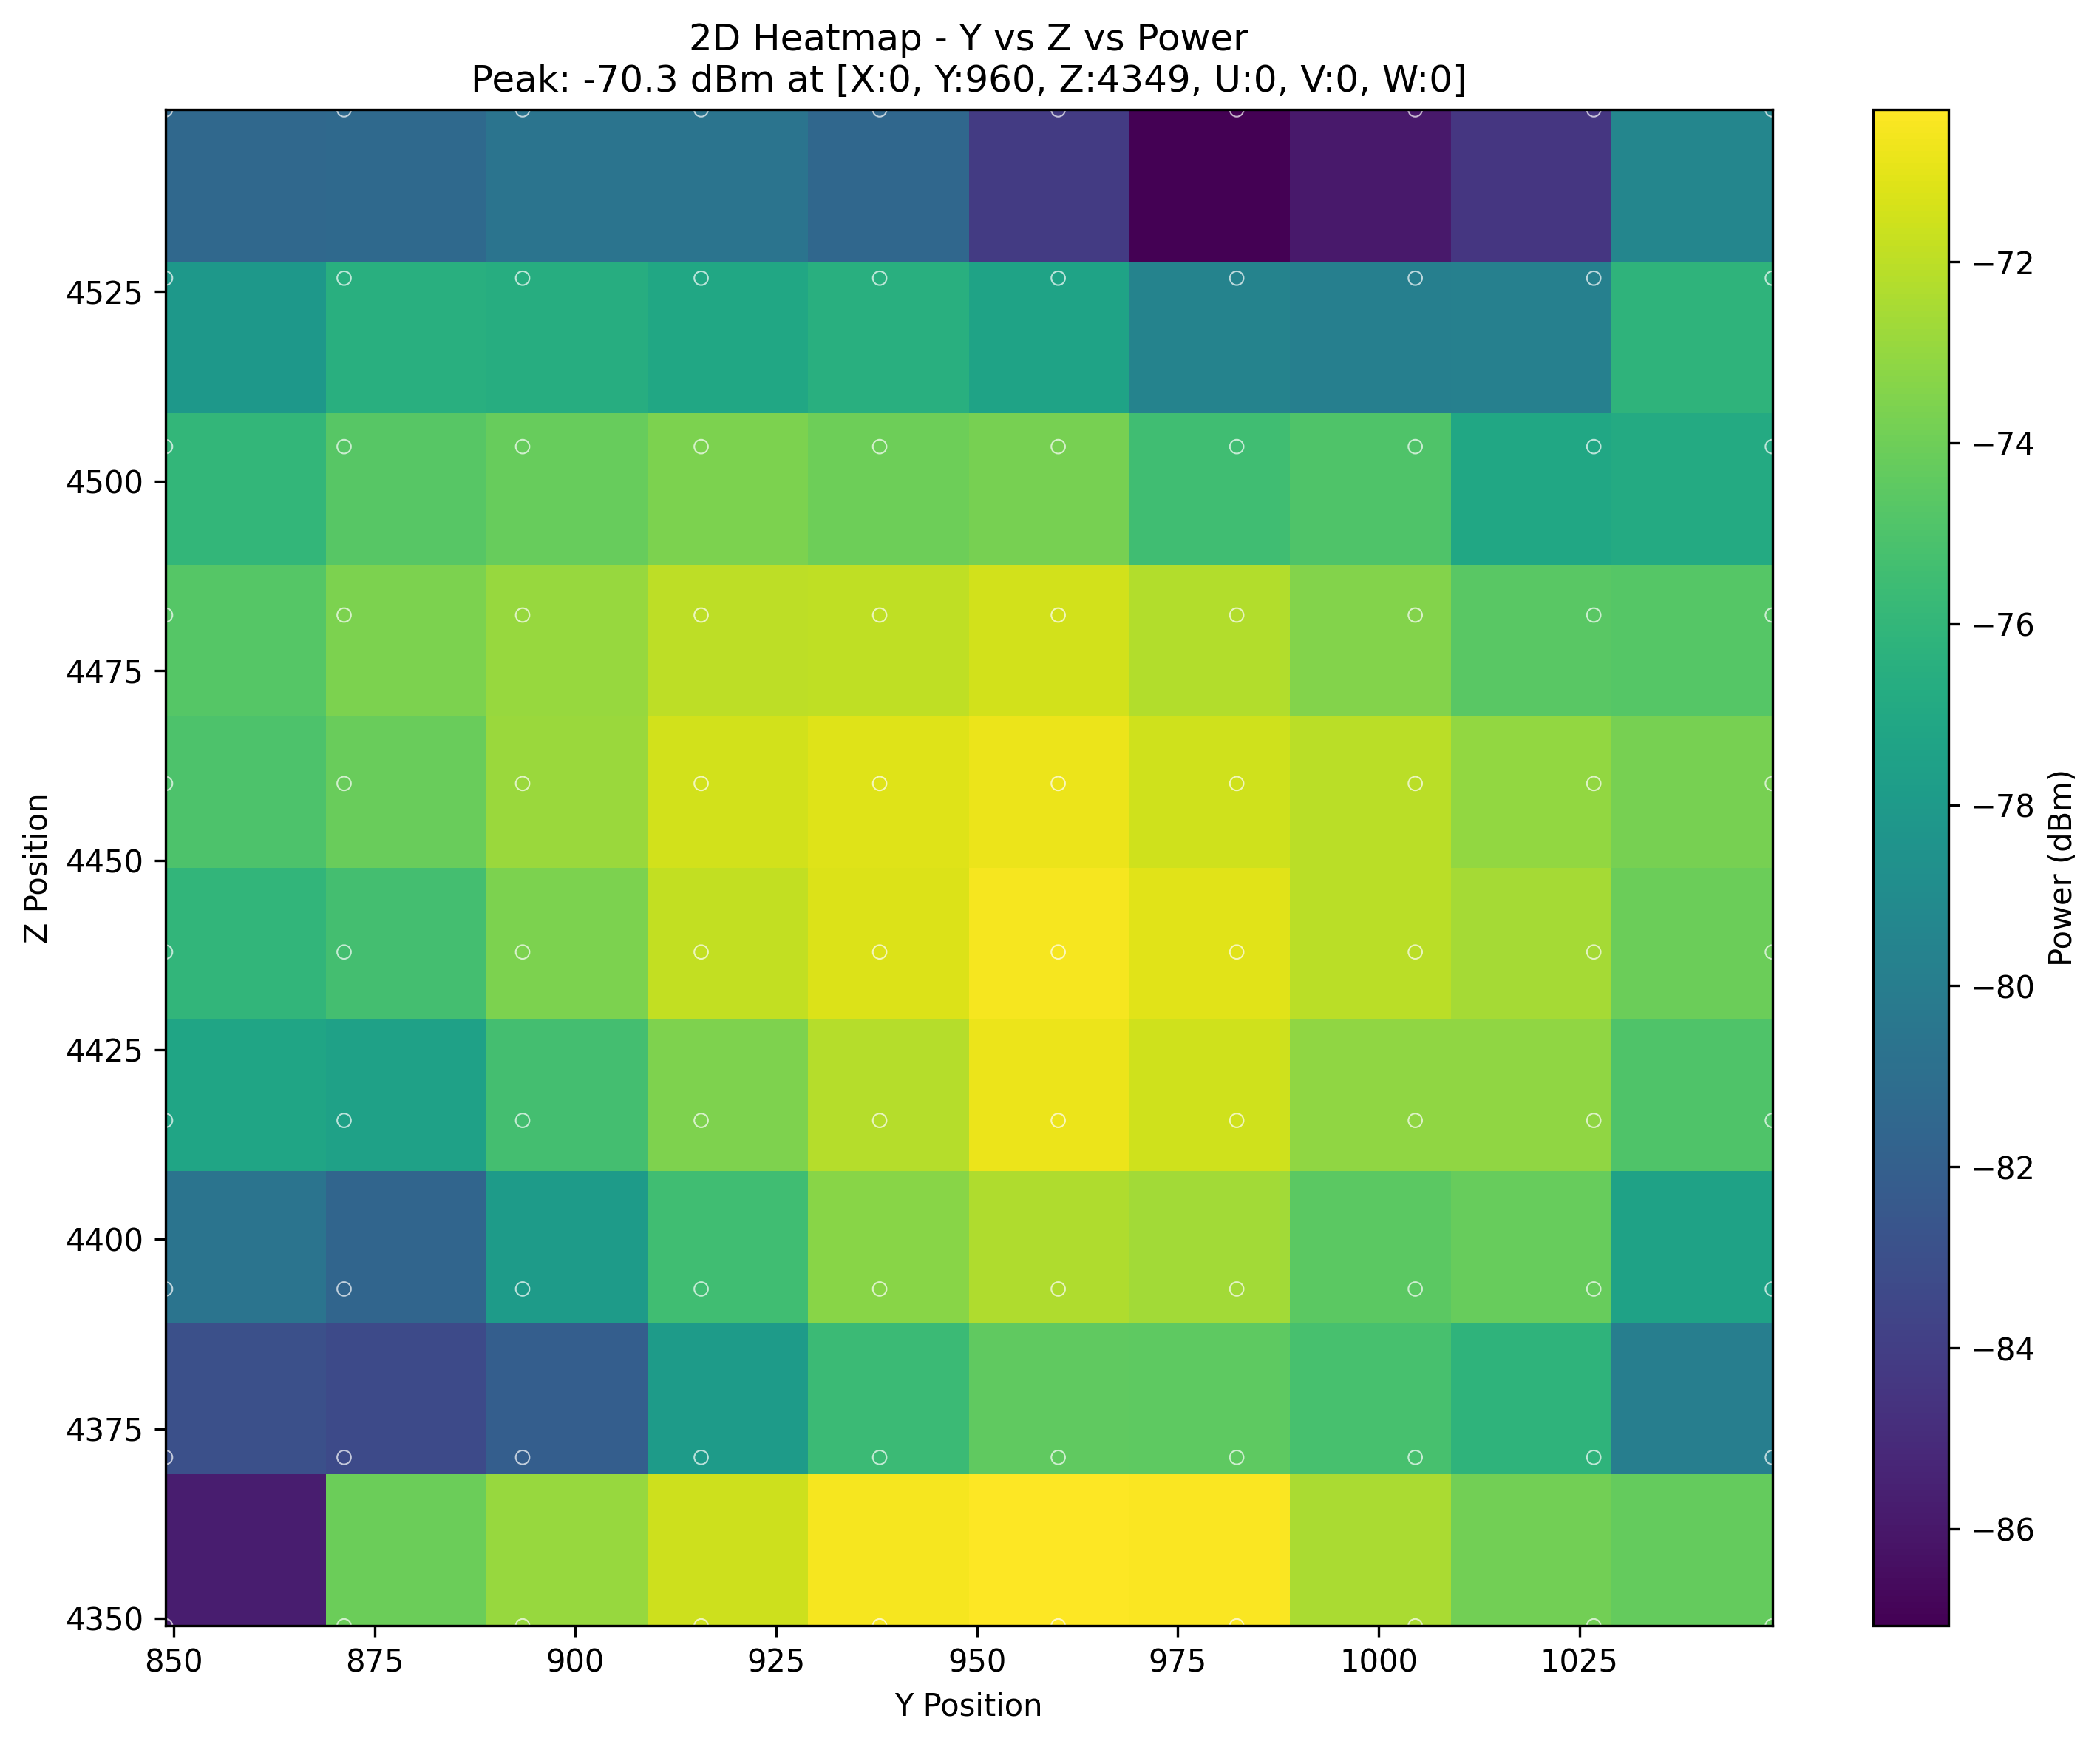 2D Heatmap - Y vs Z vs Power
Peak: -70.3 dBm at [X:0, Y:960, Z:4349, U:0, V:0, W:0]
4525
4500
4475
4450
4425
4400
4375
4350
Z Position
850 875 900 925 950 975 1000 1025
Y Position
−72
−74
−76
−78
−80
−82
−84
−86
Power (dBm)